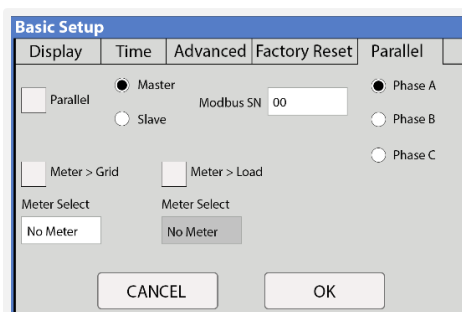 Basic Setup
Display Time Advanced Factory Reset Parallel
Parallel
Master
Slave
Modbus SN 00
Phase A
Phase B
Phase C
Meter > Grid
Meter > Load
Meter Select
Meter Select
No Meter
No Meter
CANCEL OK